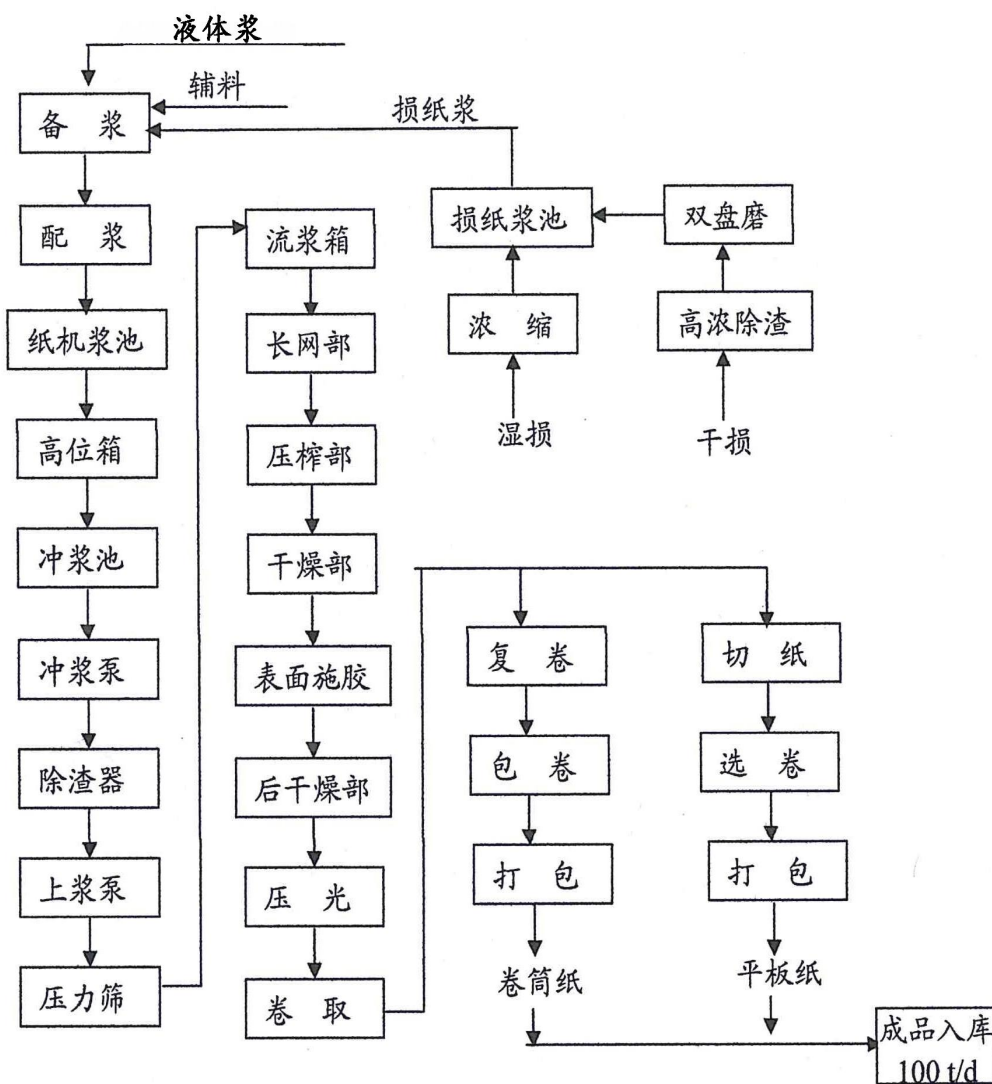 液体浆
辅料
损纸浆
备 浆
配 浆
纸机浆池
高位箱
冲浆池
冲浆泵
除渣器
上浆泵
压力筛
流浆箱
长网部
压榨部
干燥部
表面施胶
后干燥部
压 光
卷 取
损纸浆池
双盘磨
浓 缩
高浓除渣
湿损
干损
复 卷
包 卷
打 包
卷筒纸
切 纸
选 卷
打 包
平板纸
成品入库
100 t/d